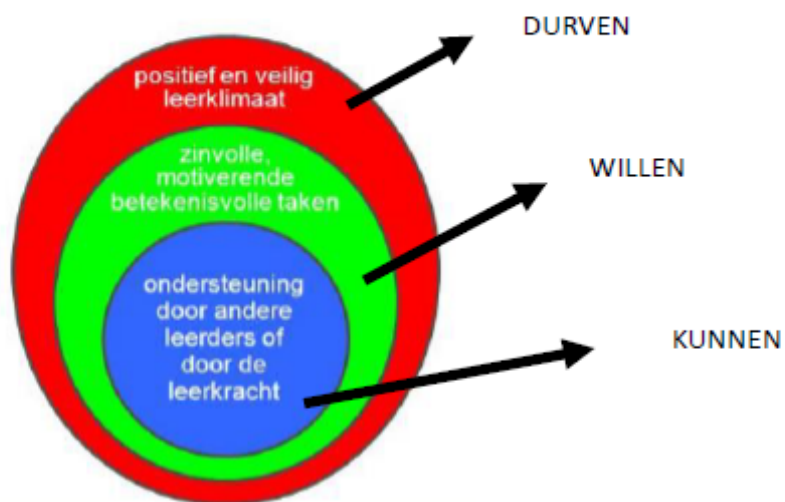 DURVEN
positief en veilig
leerklimaat
zinvolle,
motiverende
betekenisvolle taken
WILLEN
ondersteuning
door andere
leerders of
door de
leerkracht
KUNNEN